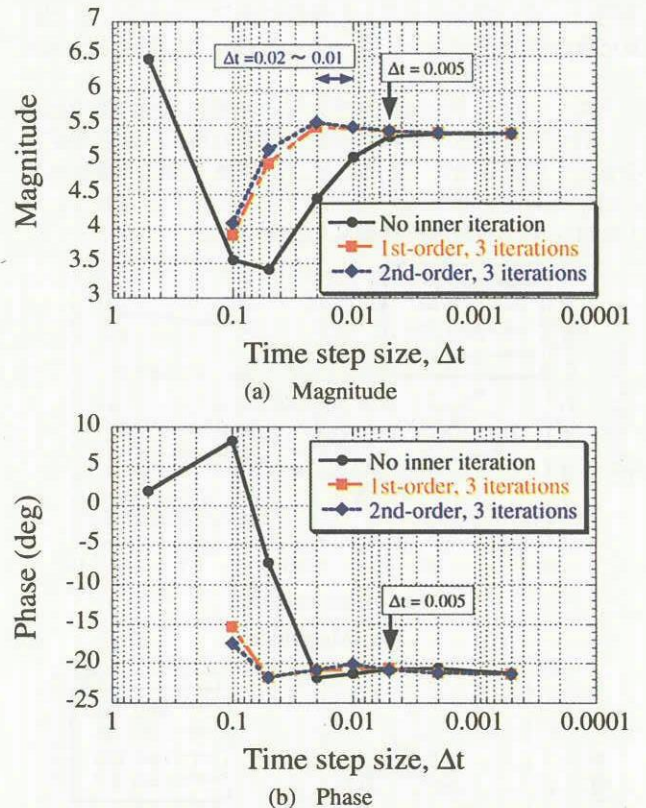 7
6.5
6
5.5
5
4.5
4
3.5
3
Magnitude
Δt =0.02 ~ 0.01
Δt = 0.005
No inner iteration
1st-order, 3 iterations
2nd-order, 3 iterations
1
0.1
0.01
0.001
0.0001
Time step size, Δt
(a) Magnitude
10
5
0
-5
-10
-15
-20
-25
Phase (deg)
No inner iteration
1st-order, 3 iterations
2nd-order, 3 iterations
Δt = 0.005
1
0.1
0.01
0.001
0.0001
Time step size, Δt
(b) Phase